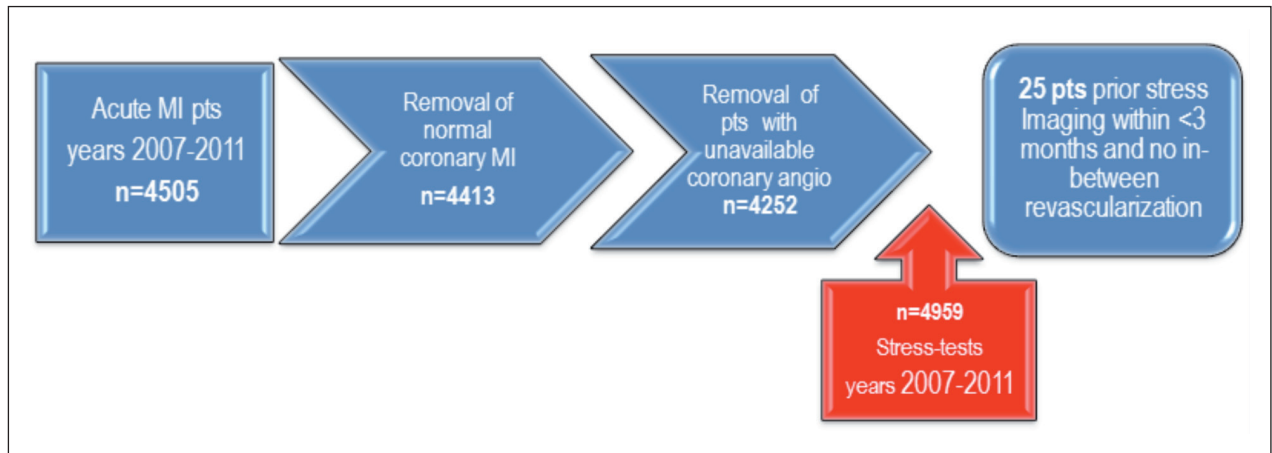 Acute MI pts
years 2007-2011
n=4505
Removal of
normal
coronary MI
n=4413
Removal of
pts with
unavailable
coronary angio
n=4252
25 pts prior stress
Imaging within <3
months and no in-
between
revascularization
n=4959
Stress-tests
years 2007-2011